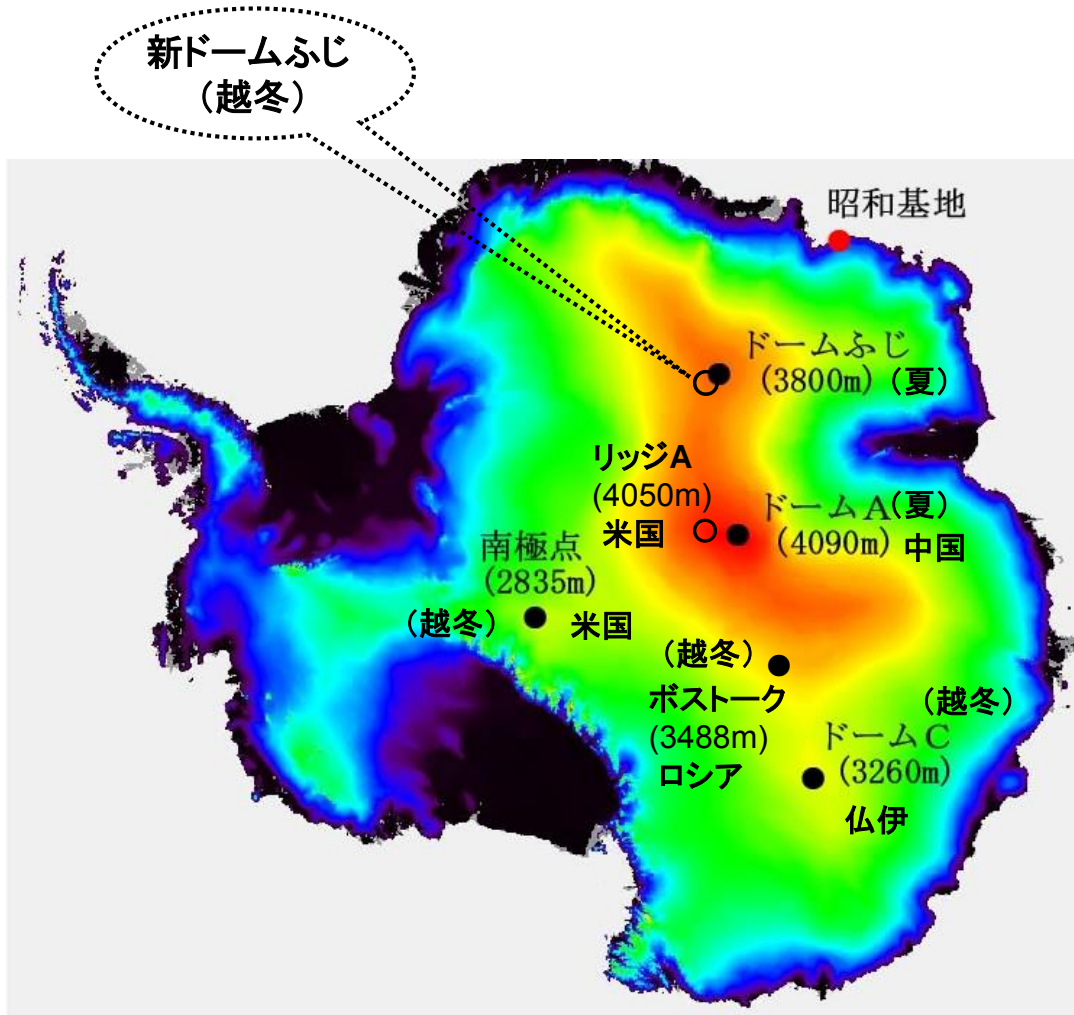 新ドームふじ
（越冬）
昭和基地
ドームふじ
(3800m)（夏）
リッジA
(4050m)
米国
ドームA（夏）
(4090m) 中国
南極点
(2835m)
（越冬）
米国
（越冬）
ボストーク
(3488m)
ロシア
（越冬）
ドームC
(3260m)
仏伊